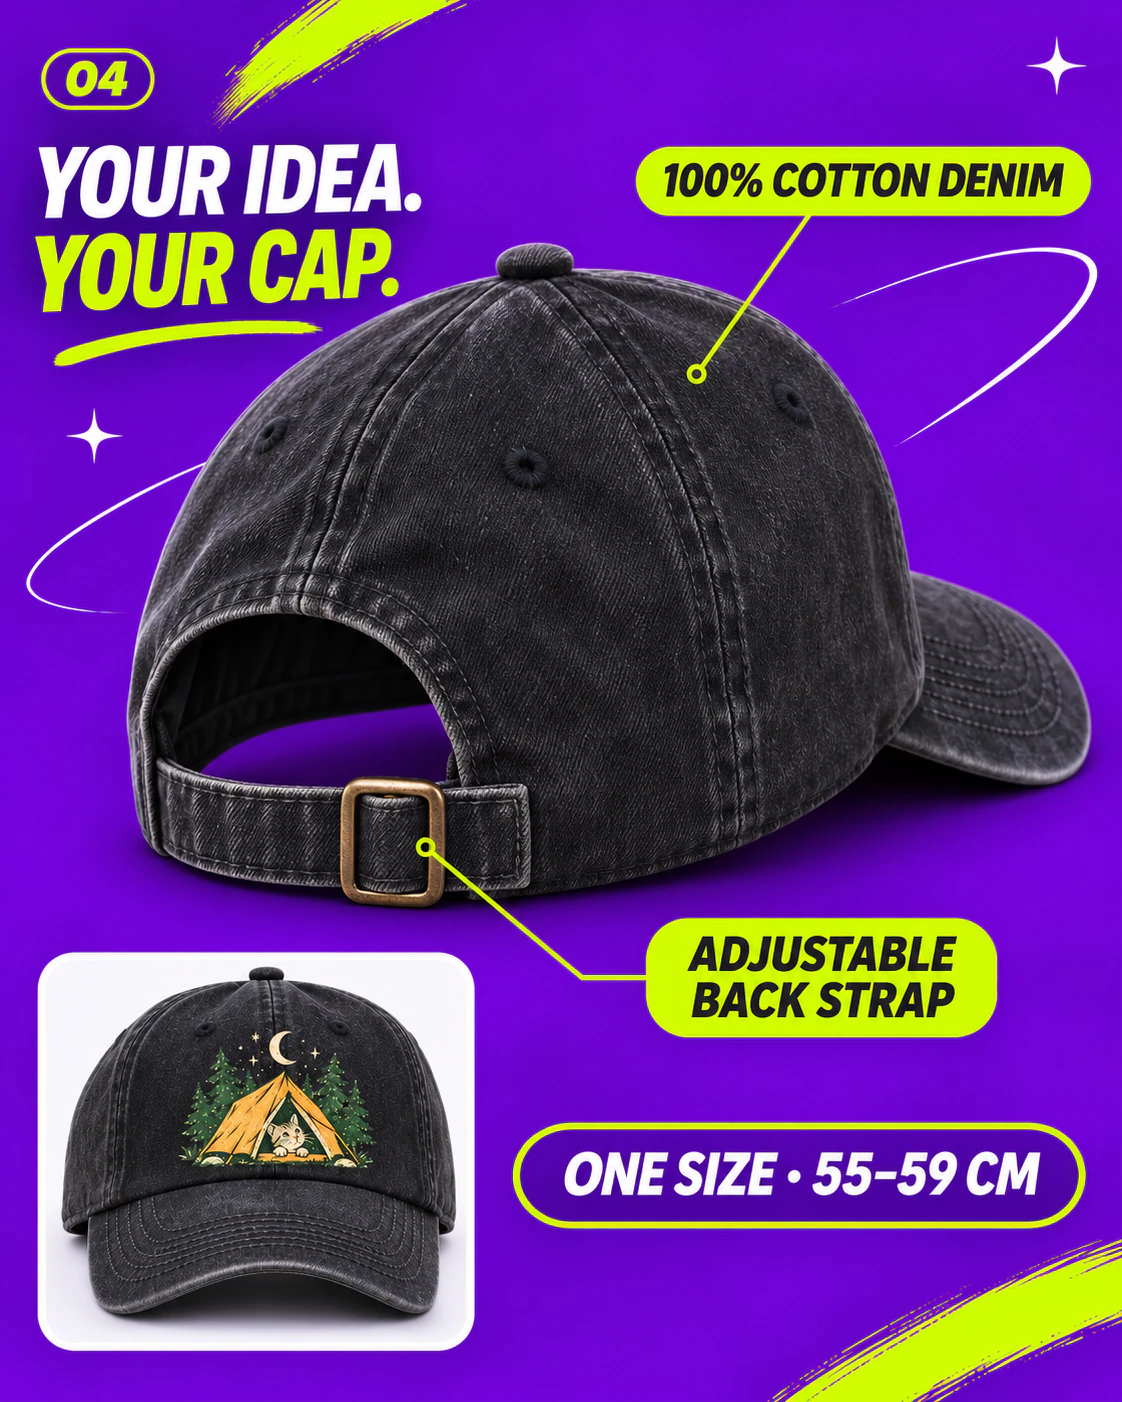 04
YOUR IDEA.
YOUR CAP.
100% COTTON DENIM
ADJUSTABLE
BACK STRAP
ONE SIZE • 55–59 CM